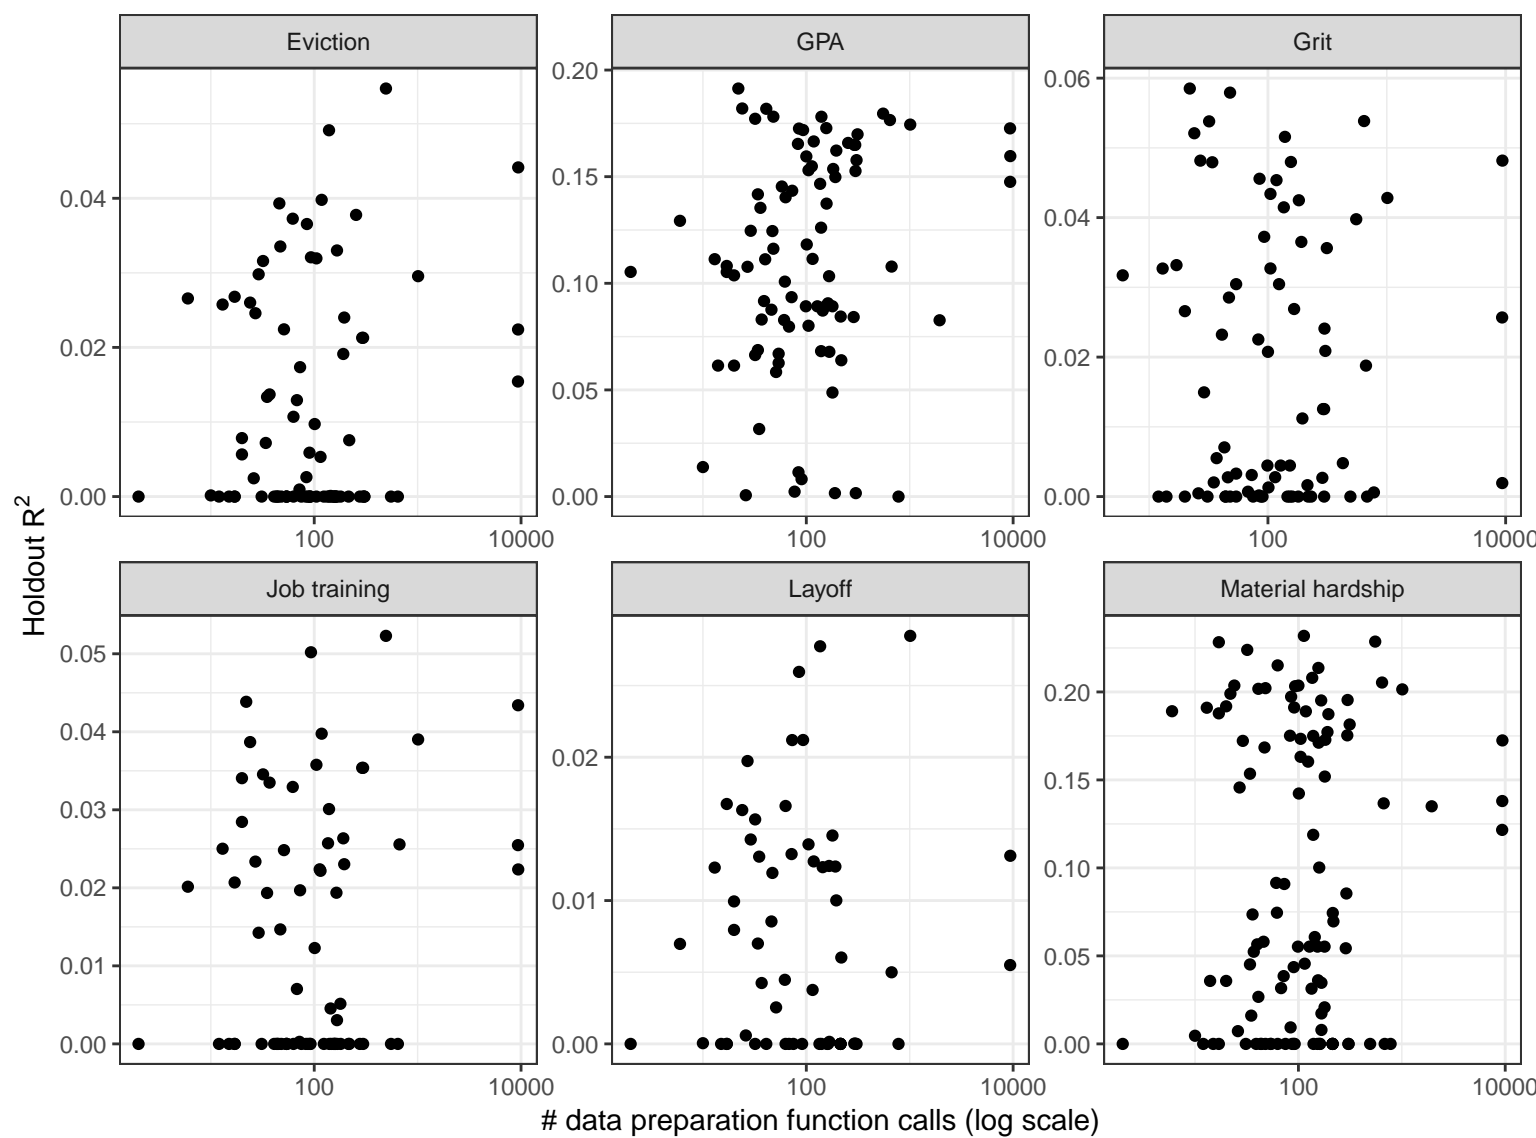 Eviction GPA Grit
0.00 0.02 0.04
0.00 0.05 0.10 0.15 0.20
0.00 0.02 0.04 0.06
100 10000 100 10000 100 10000
Holdout R²
Job training Layoff Material hardship
0.00 0.01 0.02 0.03 0.04 0.05
0.00 0.01 0.02
0.00 0.05 0.10 0.15 0.20
100 10000 100 10000 100 10000
# data preparation function calls (log scale)